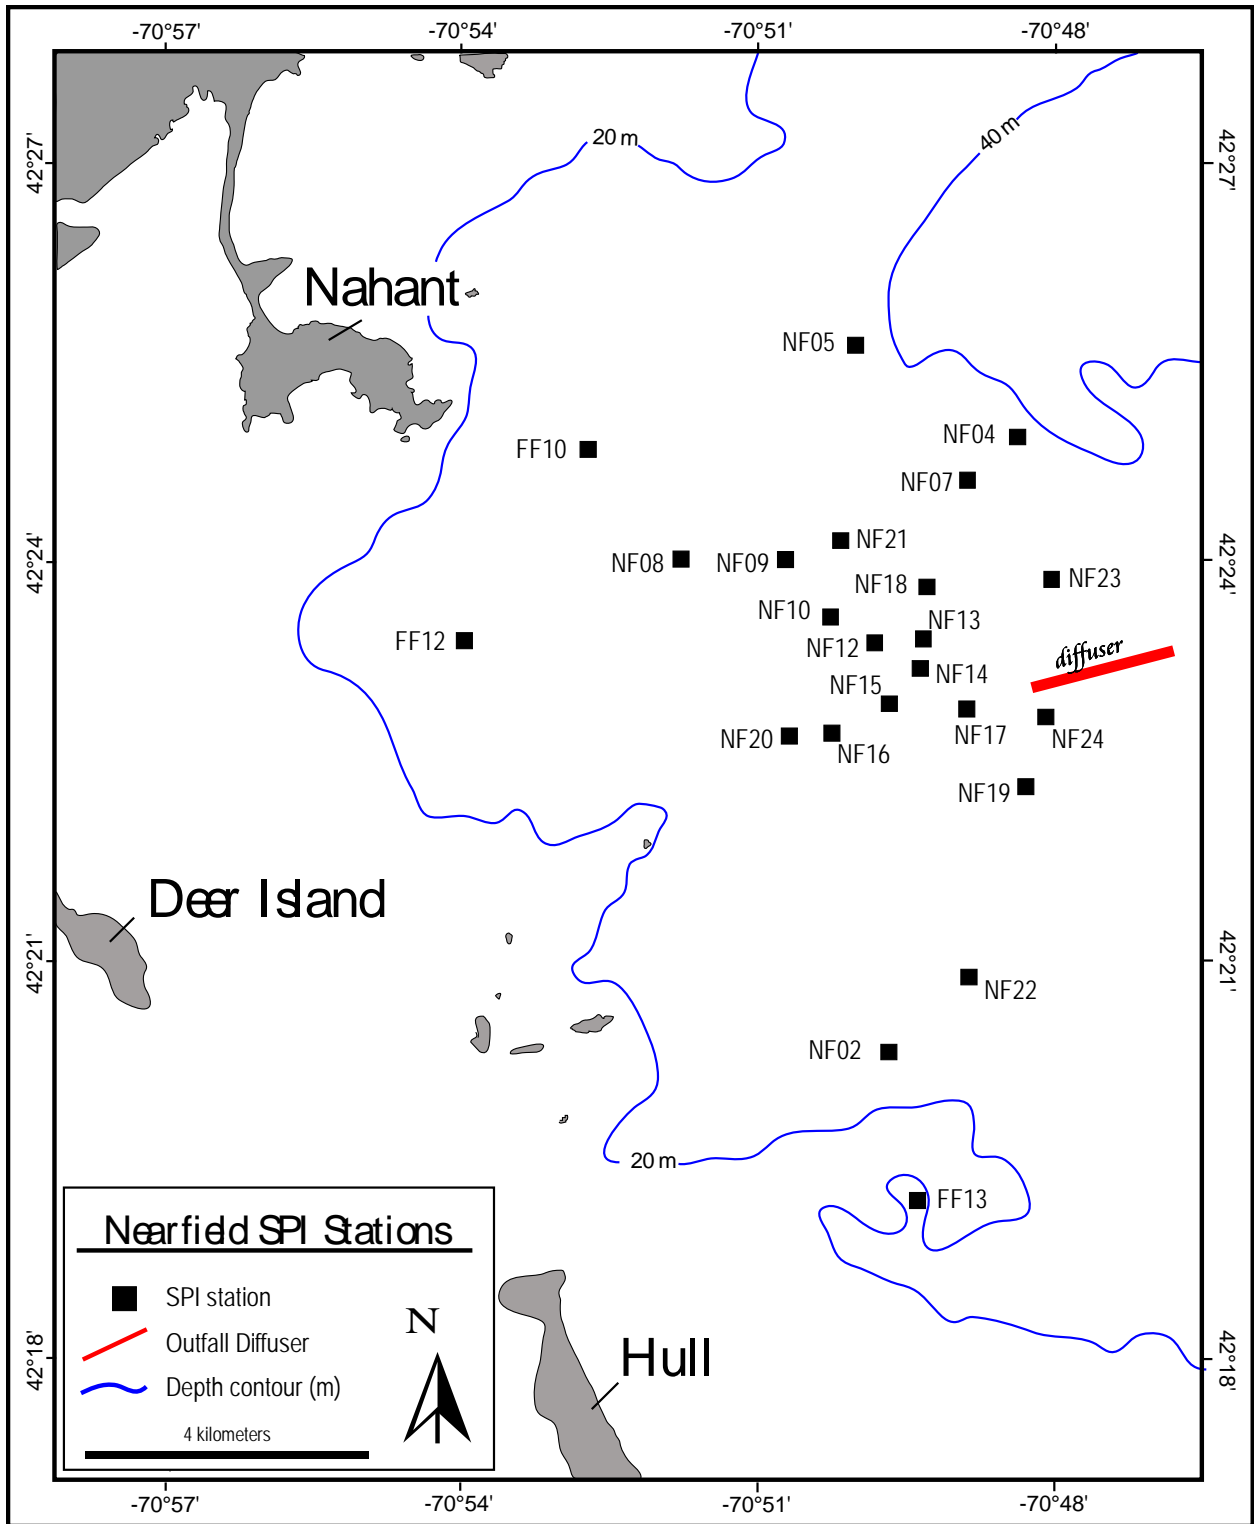 -70°57' -70°54' -70°51' -70°48'
20 m
40 m
42°27' 42°27'
Nahant
NF05
NF04
FF10
NF07
NF21
42°24' 42°24'
NF08 NF09
NF18 NF23
NF10
NF13
FF12 NF12
diffuser
NF14
NF15
NF17
NF20 NF16 NF24
NF19
Deer Island
42°21' 42°21'
NF22
NF02
20 m
FF13
Nearfield SPI Stations
SPI station
Outfall Diffuser
Depth contour (m)
4 kilometers
N
Hull
42°18' 42°18'
-70°57' -70°54' -70°51' -70°48'